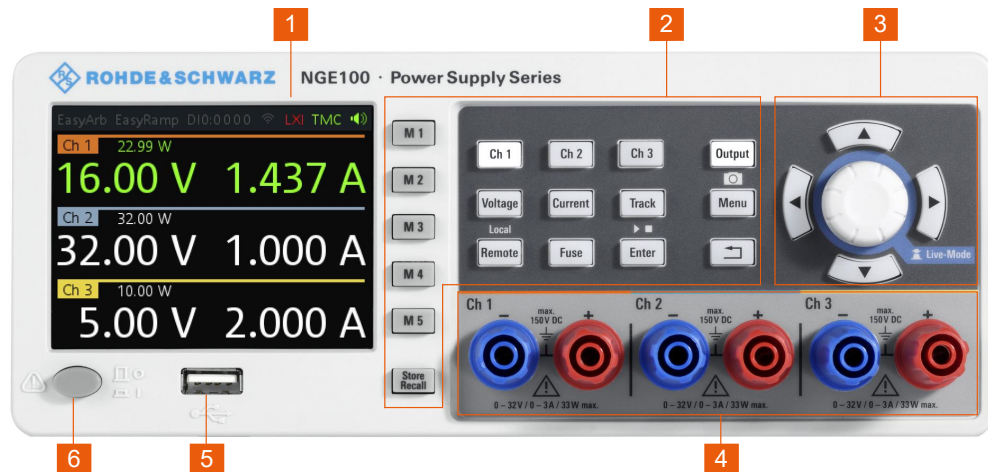 1
2
3
ROHDE & SCHWARZ NGE100 · Power Supply Series
EasyArb EasyRamp DIO:0000 LXI TMC
Ch 1 22.99 W
16.00 V 1.437 A
Ch 2 32.00 W
32.00 V 1.000 A
Ch 3 10.00 W
5.00 V 2.000 A
M 1
M 2
M 3
M 4
M 5
Store
Recall
Ch 1 Ch 2 Ch 3 Output
Voltage Current Track Menu
Local
Remote Fuse Enter
Live-Mode
Ch 1 Ch 2 Ch 3
− max. + − max. + − max. +
150V DC 150V DC 150V DC
0 – 32V / 0 – 3A / 33W max. 0 – 32V / 0 – 3A / 33W max. 0 – 32V / 0 – 3A / 33W max.
6
5
4